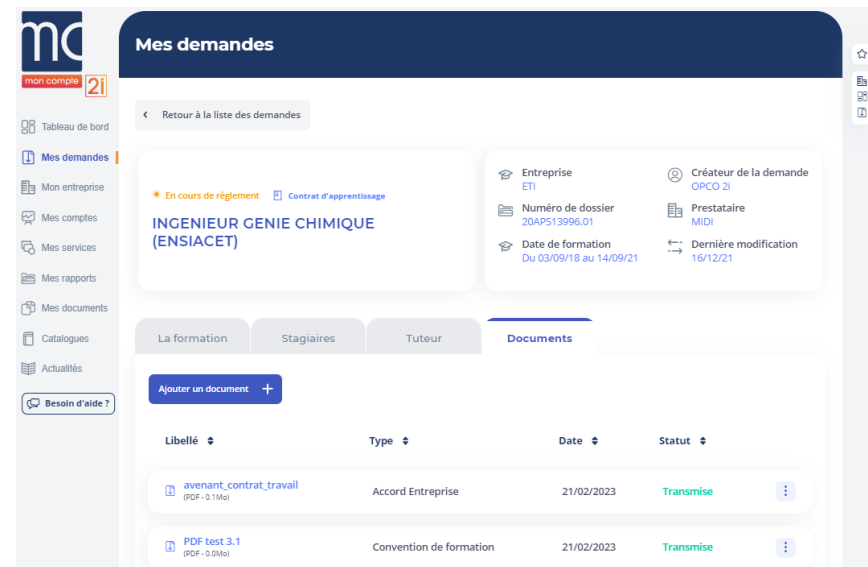 mc
mon compte 2i
Tableau de bord
Mes demandes
Mon entreprise
Mes comptes
Mes services
Mes rapports
Mes documents
Catalogues
Actualités
Besoin d'aide ?
Mes demandes
Retour à la liste des demandes
En cours de règlement Contrat d'apprentissage
INGENIEUR GENIE CHIMIQUE
(ENSIACET)
Entreprise
ETI
Créateur de la demande
OPCO 2i
Numéro de dossier
20APS13996.01
Prestataire
MIDI
Date de formation
Du 03/09/18 au 14/09/21
Dernière modification
16/12/21
La formation Stagiaires Tuteur Documents
Ajouter un document +
Libellé Type Date Statut
avenant_contrat_travail
(PDF - 0.1Mo)
Accord Entreprise 21/02/2023 Transmise
PDF test 3.1
(PDF - 0.0Mo)
Convention de formation 21/02/2023 Transmise